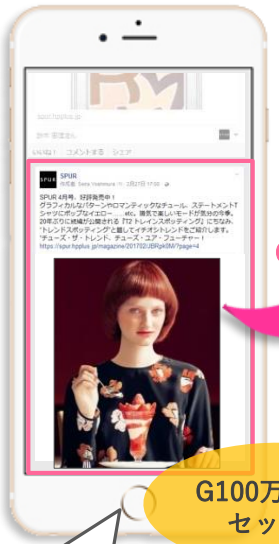 spur.hpplus.jp
いいね！ コメントする シェア
SPUR
SPUR
SPUR 4月号、好評発売中！
グラフィカルなパターンやロマンティックなチュール、ステートメントT
シャツにポップなイエロー……etc。陽気で楽しいモードが気分の今季。
20年ぶりに続編が公開される『T2 トレインスポッティング』にちなみ、
"トレンドスポッティング"と題してイチオシトレンドをご紹介します。
"チューズ・ザ・トレンド、チューズ・ユア・フューチャー！
G100万
セッ